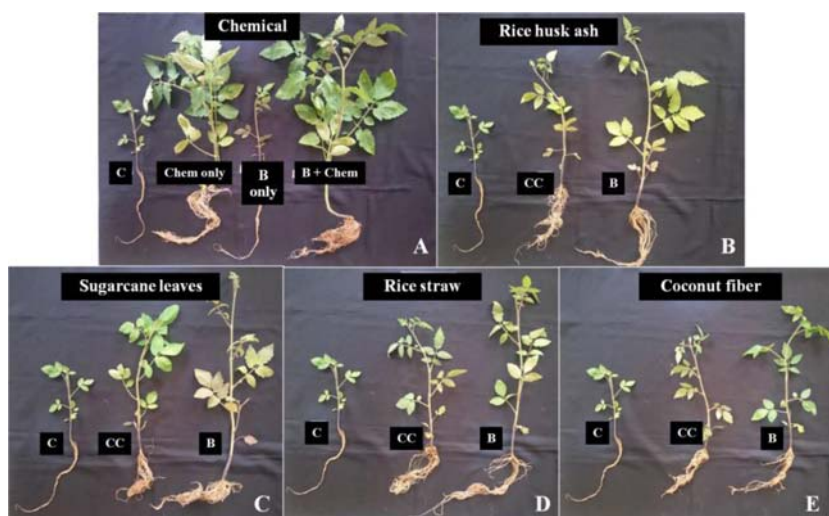 Chemical
C
Chem only
B
only
B + Chem
A
Rice husk ash
C
CC
B
B
Sugarcane leaves
C
CC
B
C
Rice straw
C
CC
B
D
Coconut fiber
C
CC
B
E